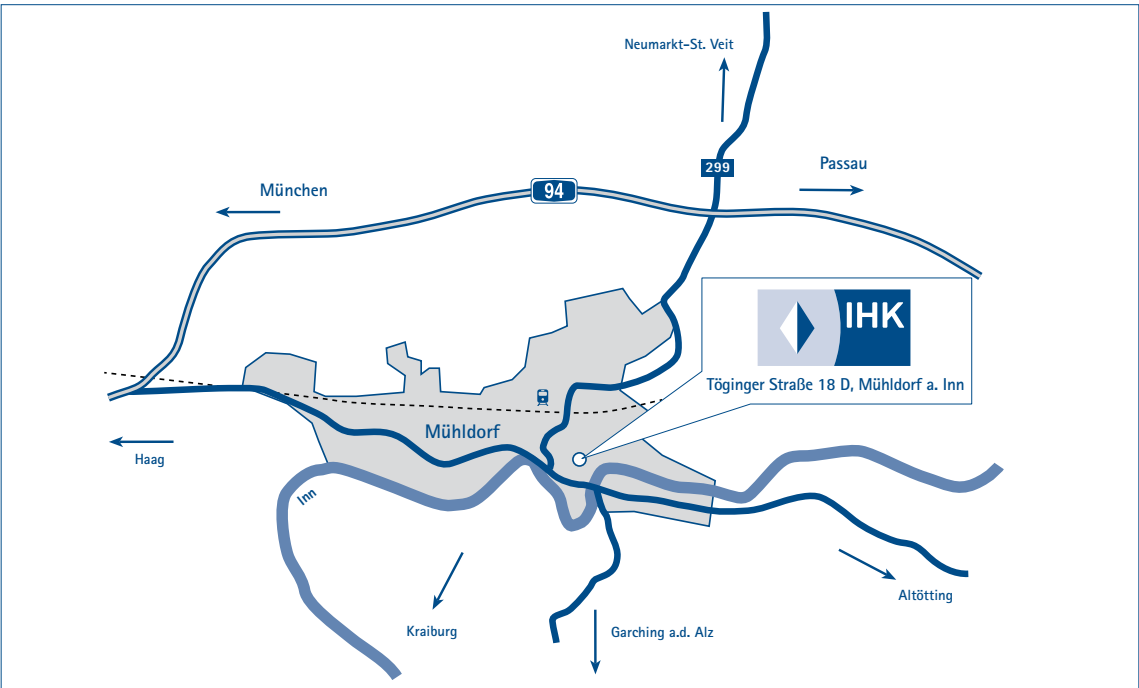 Neumarkt-St. Veit
299
Passau
München
94
IHK
Töginger Straße 18 D, Mühldorf a. Inn
Mühldorf
Haag
Inn
Altötting
Kraiburg
Garching a.d. Alz